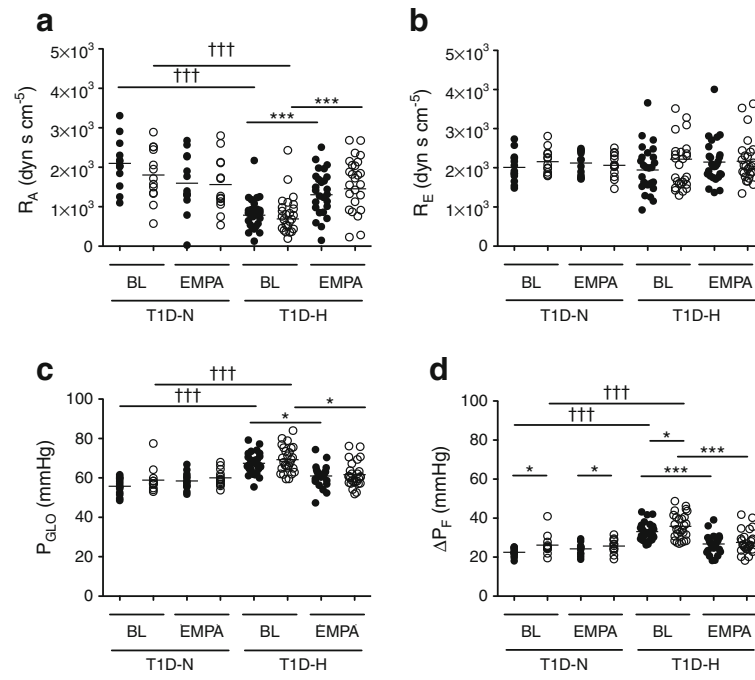 a
†††
†††
***
***
R_A (dyn s cm⁻⁵)
5×10³
4×10³
3×10³
2×10³
1×10³
0
BL EMPA BL EMPA
T1D-N T1D-H
b
R_E (dyn s cm⁻⁵)
5×10³
4×10³
3×10³
2×10³
1×10³
0
BL EMPA BL EMPA
T1D-N T1D-H
c
†††
†††
*
*
P_GLO (mmHg)
100
80
60
40
20
0
BL EMPA BL EMPA
T1D-N T1D-H
d
†††
†††
*
***
* * ***
ΔP_F (mmHg)
100
80
60
40
20
0
BL EMPA BL EMPA
T1D-N T1D-H